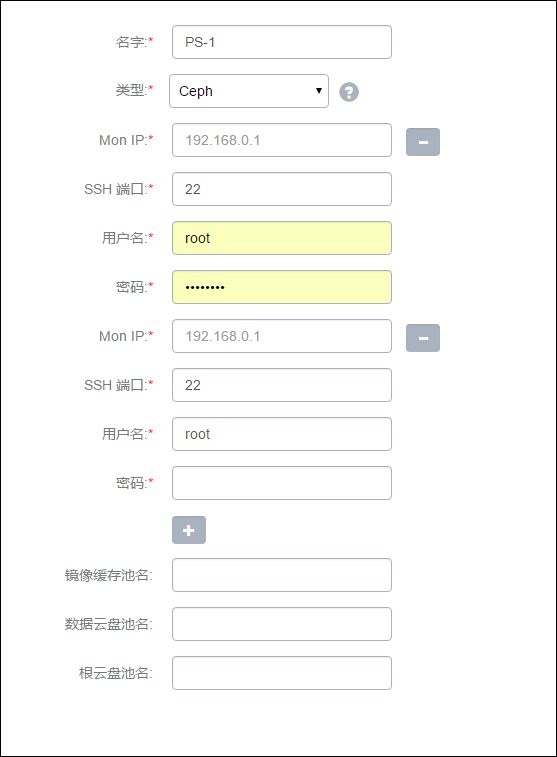 名字:* PS-1
类型:* Ceph ?
Mon IP:* 192.168.0.1
SSH 端口:* 22
用户名:* root
密码:* ••••••••
Mon IP:* 192.168.0.1
SSH 端口:* 22
用户名:* root
密码:*
镜像缓存池名:
数据云盘池名:
根云盘池名: